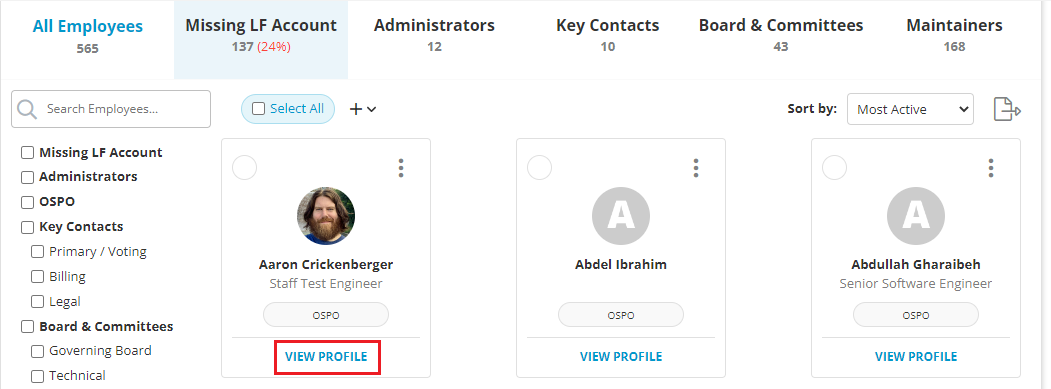 All Employees
565
Missing LF Account
137 (24%)
Administrators
12
Key Contacts
10
Board & Committees
43
Maintainers
168
Search Employees...
Select All
Sort by:
Most Active
Missing LF Account
Administrators
OSPO
Key Contacts
Primary / Voting
Billing
Legal
Board & Committees
Governing Board
Technical
Aaron Crickenberger
Staff Test Engineer
OSPO
VIEW PROFILE
A
Abdel Ibrahim
OSPO
VIEW PROFILE
A
Abdullah Gharaibeh
Senior Software Engineer
OSPO
VIEW PROFILE